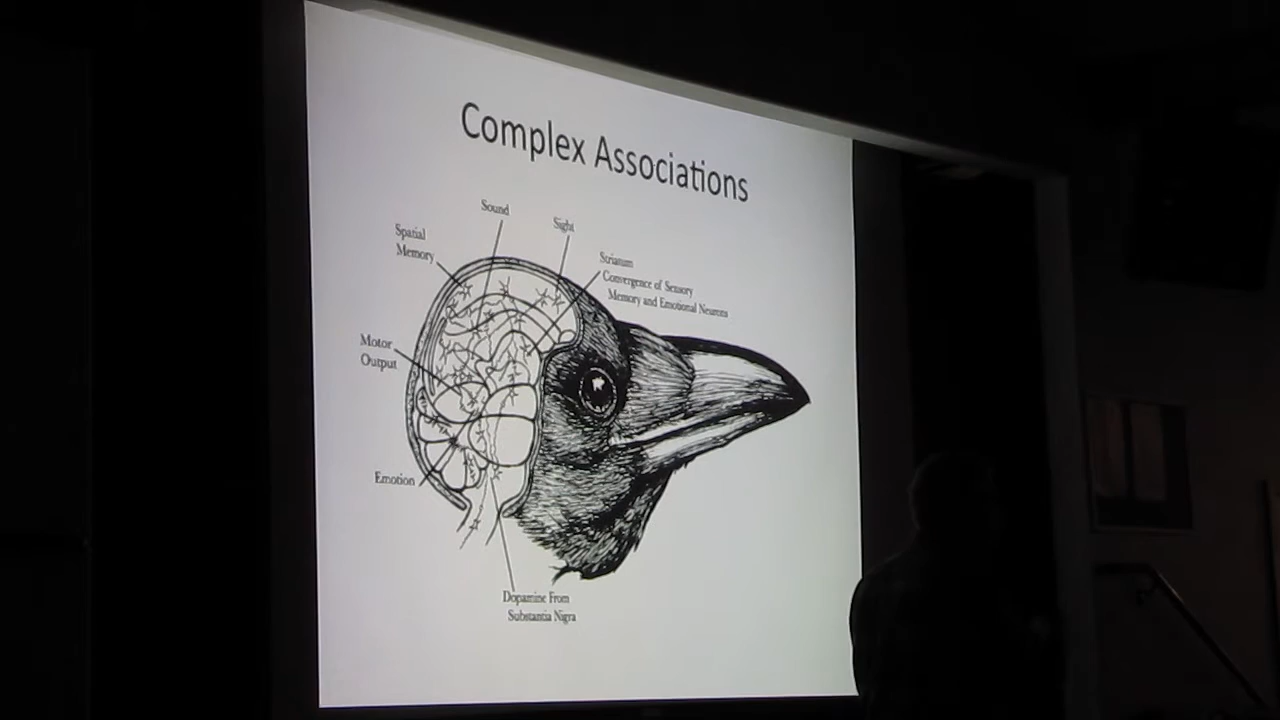 Complex Associations
Sound
Sight
Spatial
Memory
Striatum
Convergence of Sensory
Memory and Emotional Neurons
Motor
Output
Emotion
Dopamine From
Substantia Nigra